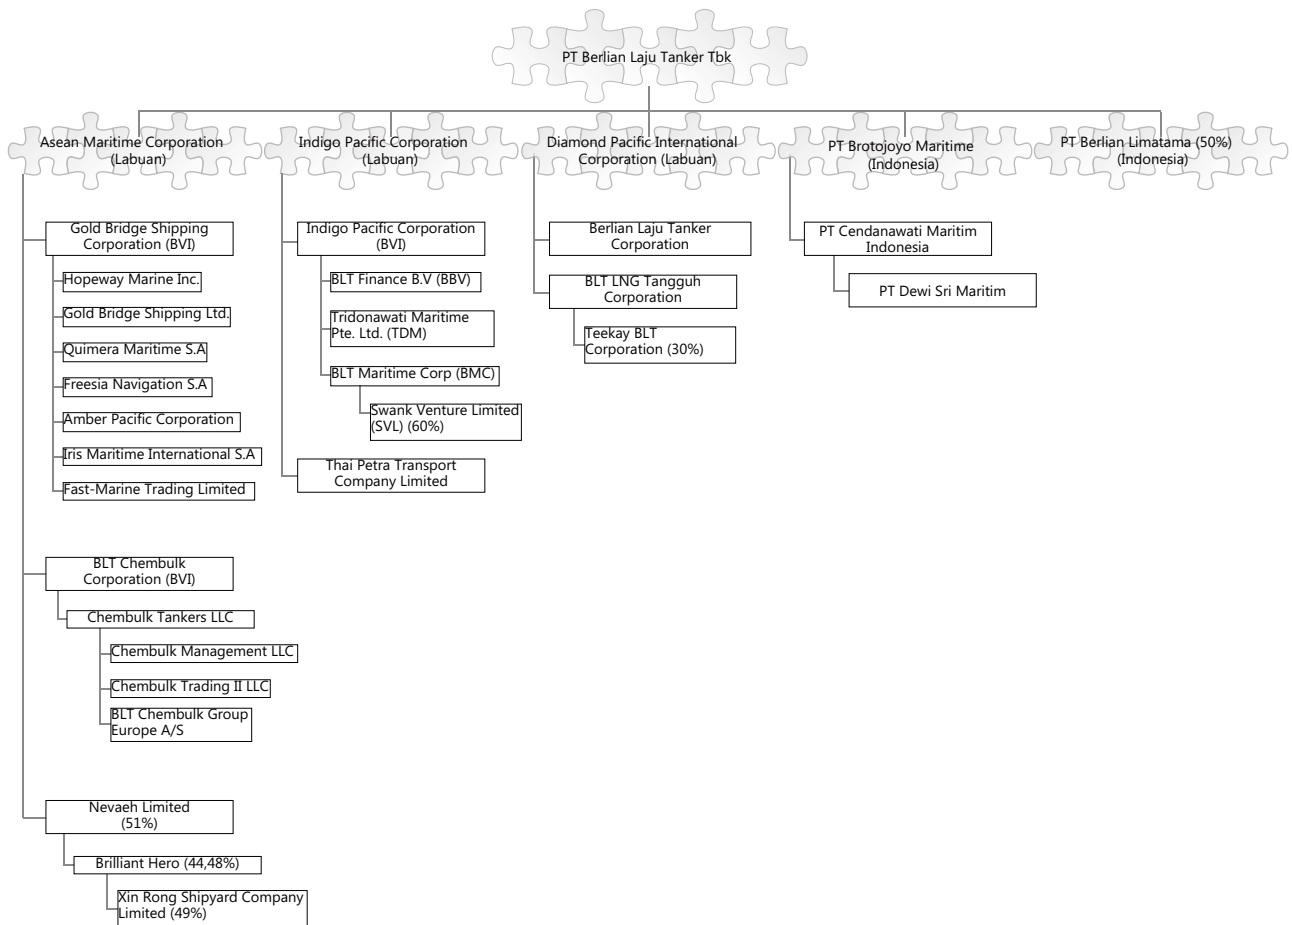 PT Berlian Laju Tanker Tbk
Asean Maritime Corporation
(Labuan)
Indigo Pacific Corporation
(Labuan)
Diamond Pacific International
Corporation (Labuan)
PT Brotojoyo Maritime
(Indonesia)
PT Berlian Limatama (50%)
(Indonesia)
Gold Bridge Shipping
Corporation (BVI)
Hopeway Marine Inc.
Gold Bridge Shipping Ltd.
Quimera Maritime S.A
Freesia Navigation S.A
Amber Pacific Corporation
Iris Maritime International S.A
Fast-Marine Trading Limited
BLT Chembulk
Corporation (BVI)
Chembulk Tankers LLC
Chembulk Management LLC
Chembulk Trading II LLC
BLT Chembulk Group
Europe A/S
Nevaeh Limited
(51%)
Brilliant Hero (44,48%)
Xin Rong Shipyard Company
Limited (49%)
Indigo Pacific Corporation
(BVI)
BLT Finance B.V (BBV)
Tridonawati Maritime
Pte. Ltd. (TDM)
BLT Maritime Corp (BMC)
Swank Venture Limited
(SVL) (60%)
Thai Petra Transport
Company Limited
Berlian Laju Tanker
Corporation
BLT LNG Tangguh
Corporation
Teekay BLT
Corporation (30%)
PT Cendanawati Maritim
Indonesia
PT Dewi Sri Maritim